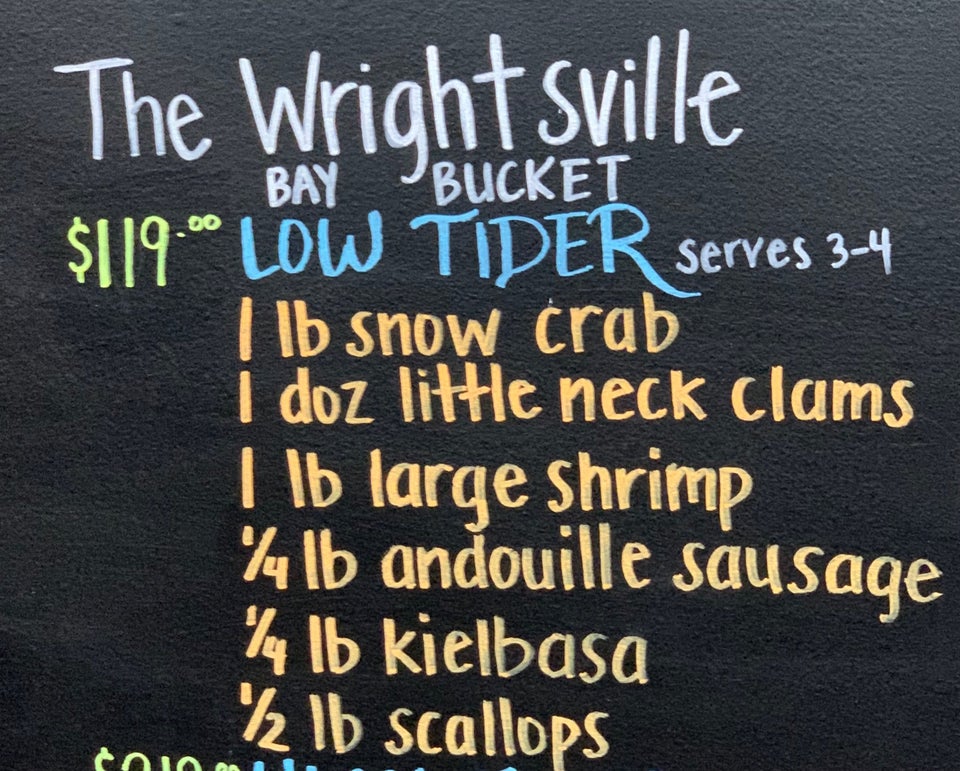 The Wrightsville
BAY BUCKET
$119.00 LOW TIDER serves 3-4
1 lb snow crab
1 doz little neck clams
1 lb large shrimp
1/4 lb andouille sausage
1/4 lb kielbasa
1/2 lb scallops